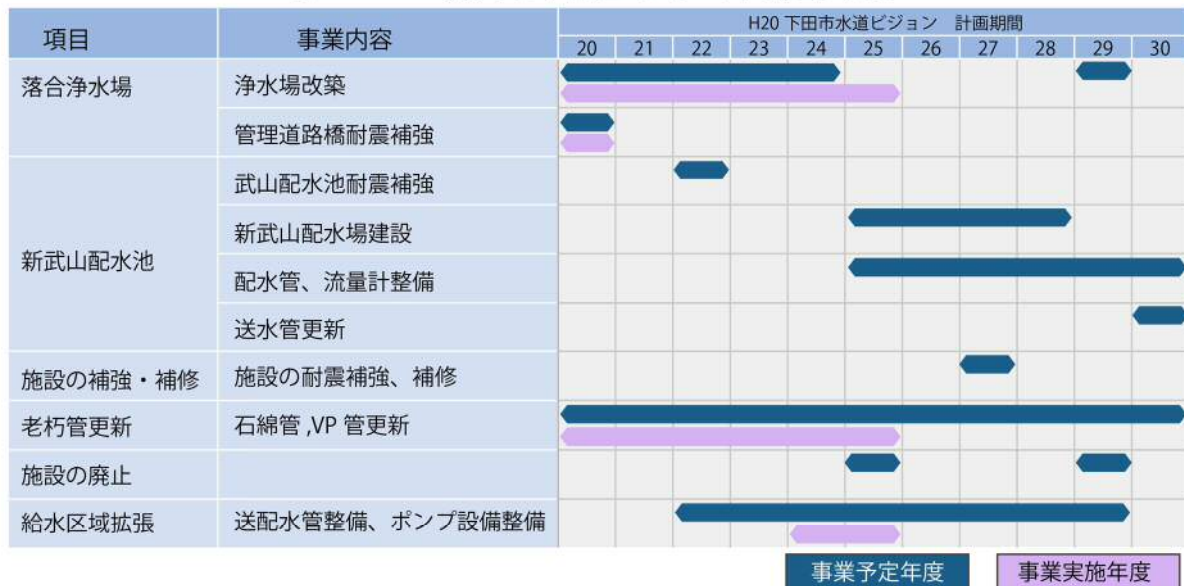 H20 下田市水道ビジョン 計画期間
項目 事業内容 20 21 22 23 24 25 26 27 28 29 30
落合浄水場 浄水場改築
管理道路橋耐震補強
武山配水池耐震補強
新武山配水場建設
新武山配水池
配水管、流量計整備
送水管更新
施設の補強・補修 施設の耐震補強、補修
老朽管更新 石綿管,VP管更新
施設の廃止
給水区域拡張 送配水管整備、ポンプ設備整備
事業予定年度 事業実施年度